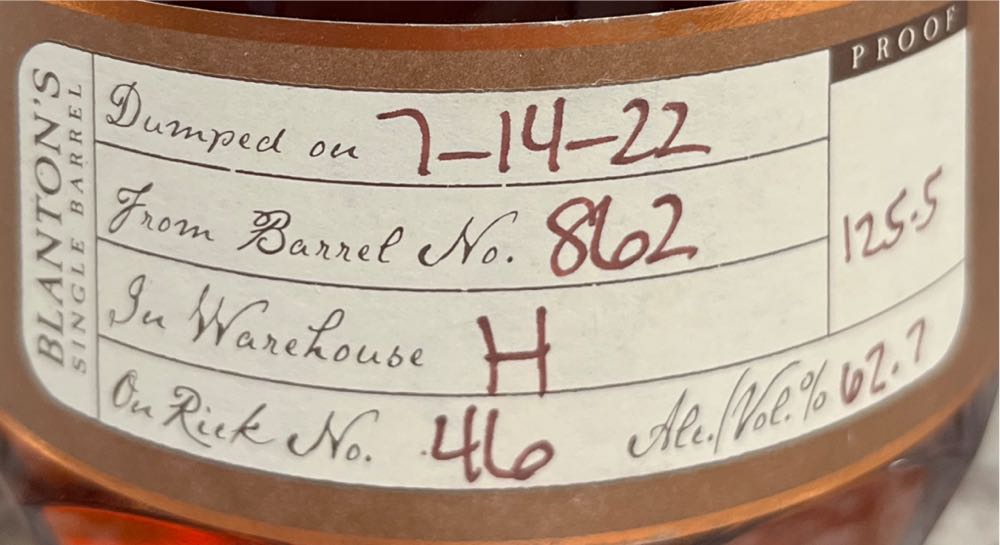 BLANTON'S
SINGLE BARREL
PROOF
Dumped on 7-14-22
From Barrel No. 862
125.5
In Warehouse H
On Rick No. 46
Alc./Vol.% 62.7